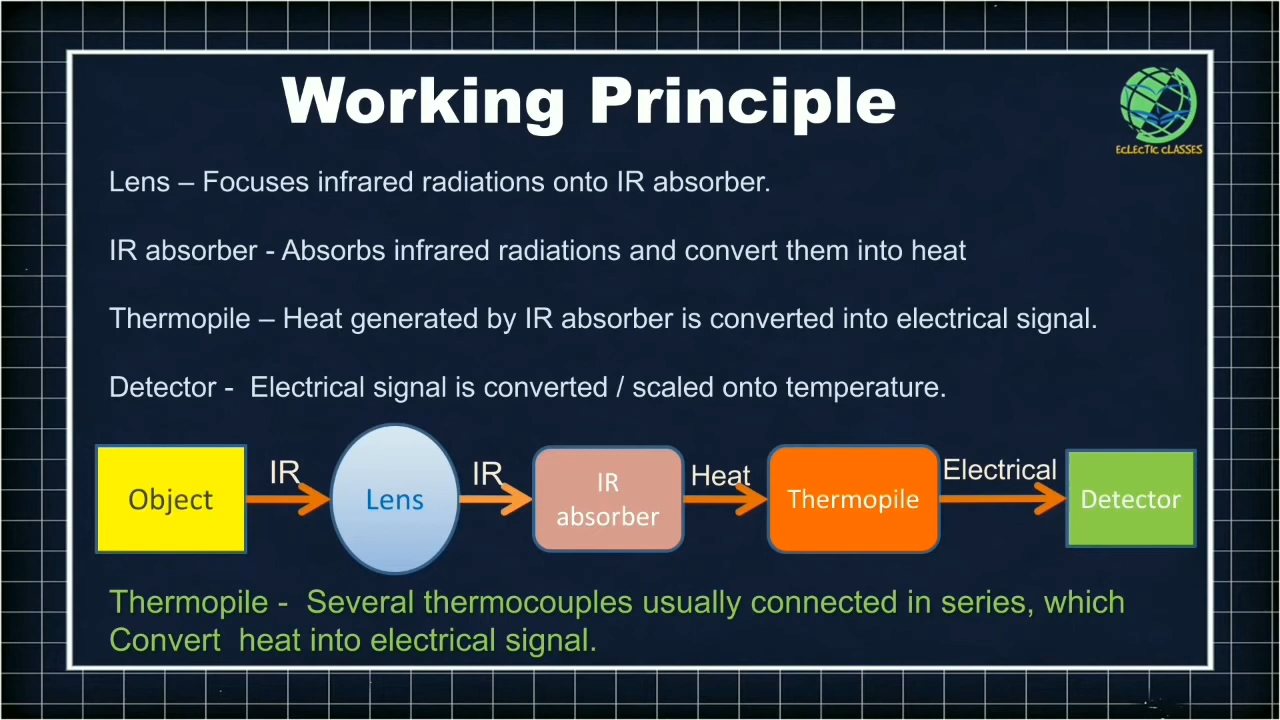 Working Principle
ECLECTIC CLASSES
Lens – Focuses infrared radiations onto IR absorber.
IR absorber - Absorbs infrared radiations and convert them into heat
Thermopile – Heat generated by IR absorber is converted into electrical signal.
Detector -  Electrical signal is converted / scaled onto temperature.
Object
IR
Lens
IR
IR
absorber
Heat
Thermopile
Electrical
Detector
Thermopile -  Several thermocouples usually connected in series, which
Convert  heat into electrical signal.